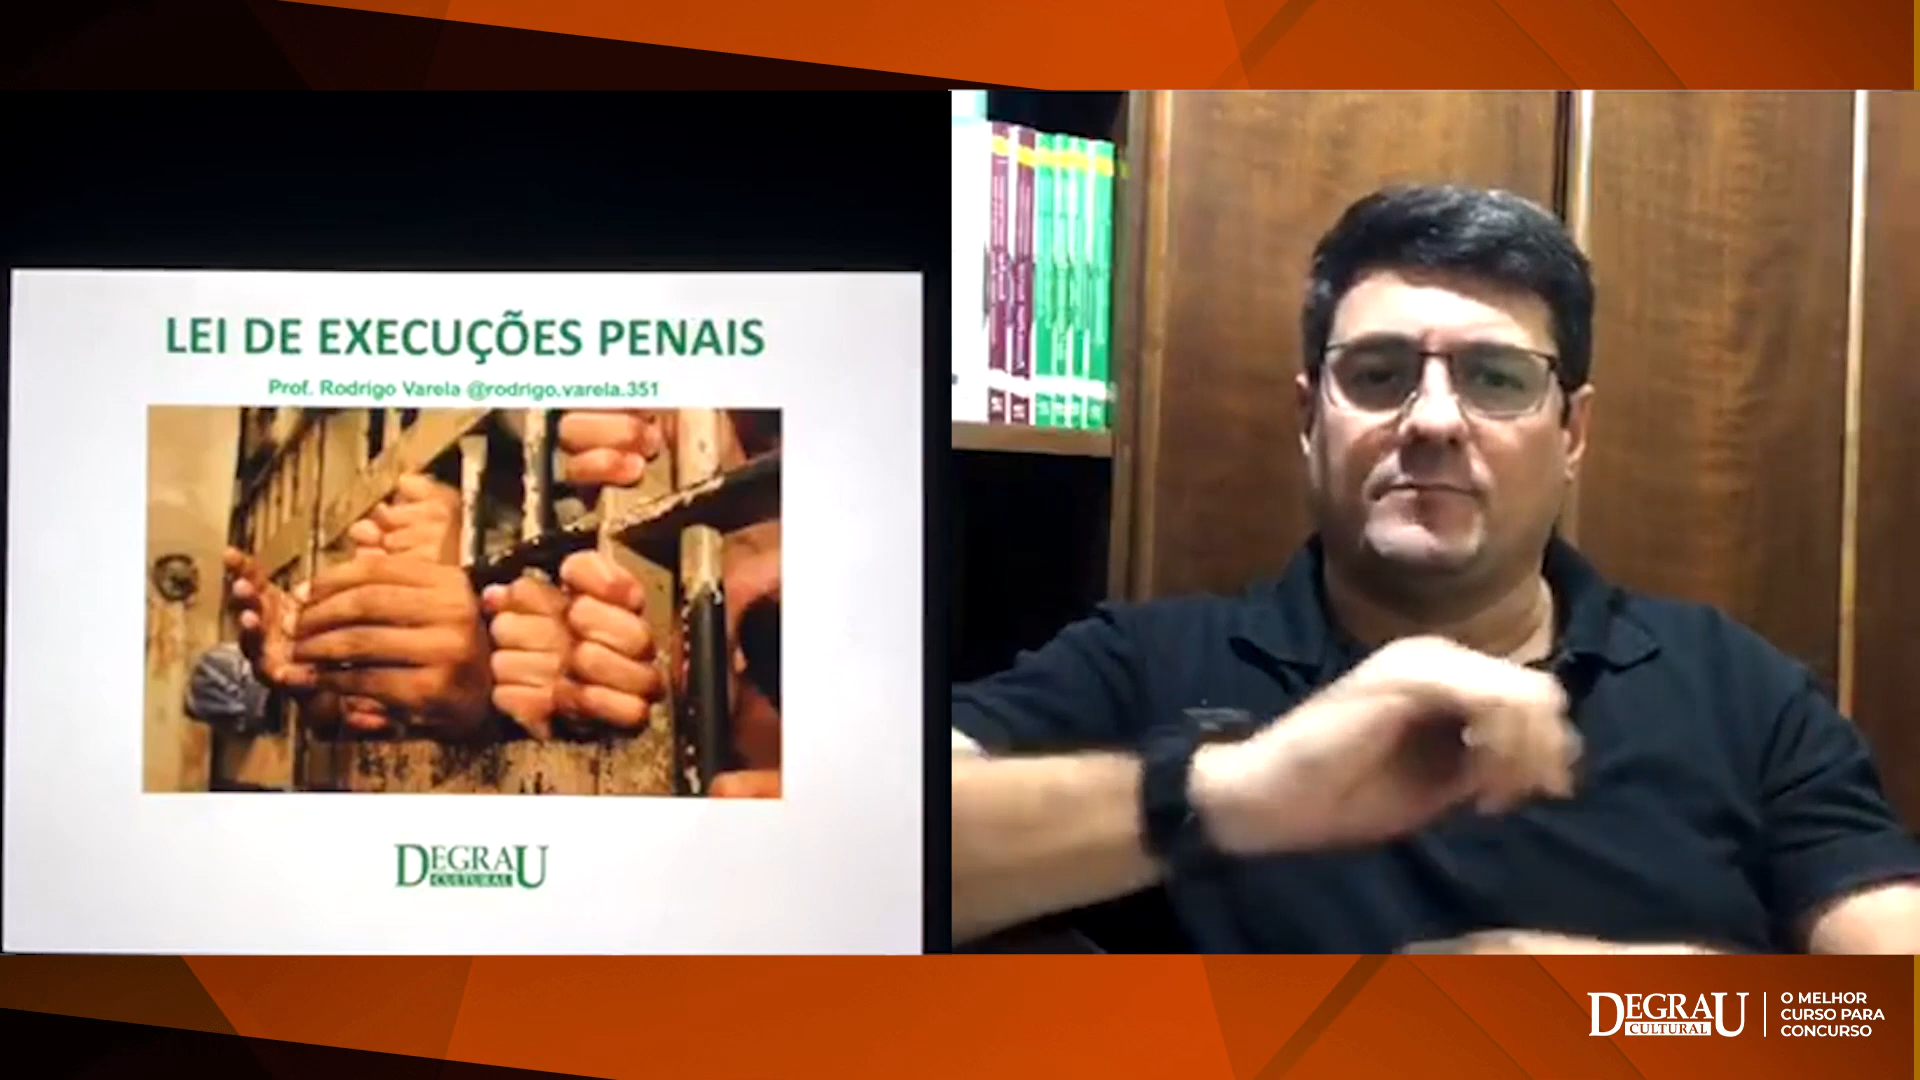 LEI DE EXECUÇÕES PENAIS
Prof. Rodrigo Varela @rodrigo.varela.351
DEGRAU
CULTURAL
DEGRAU
CULTURAL
O MELHOR
CURSO PARA
CONCURSO